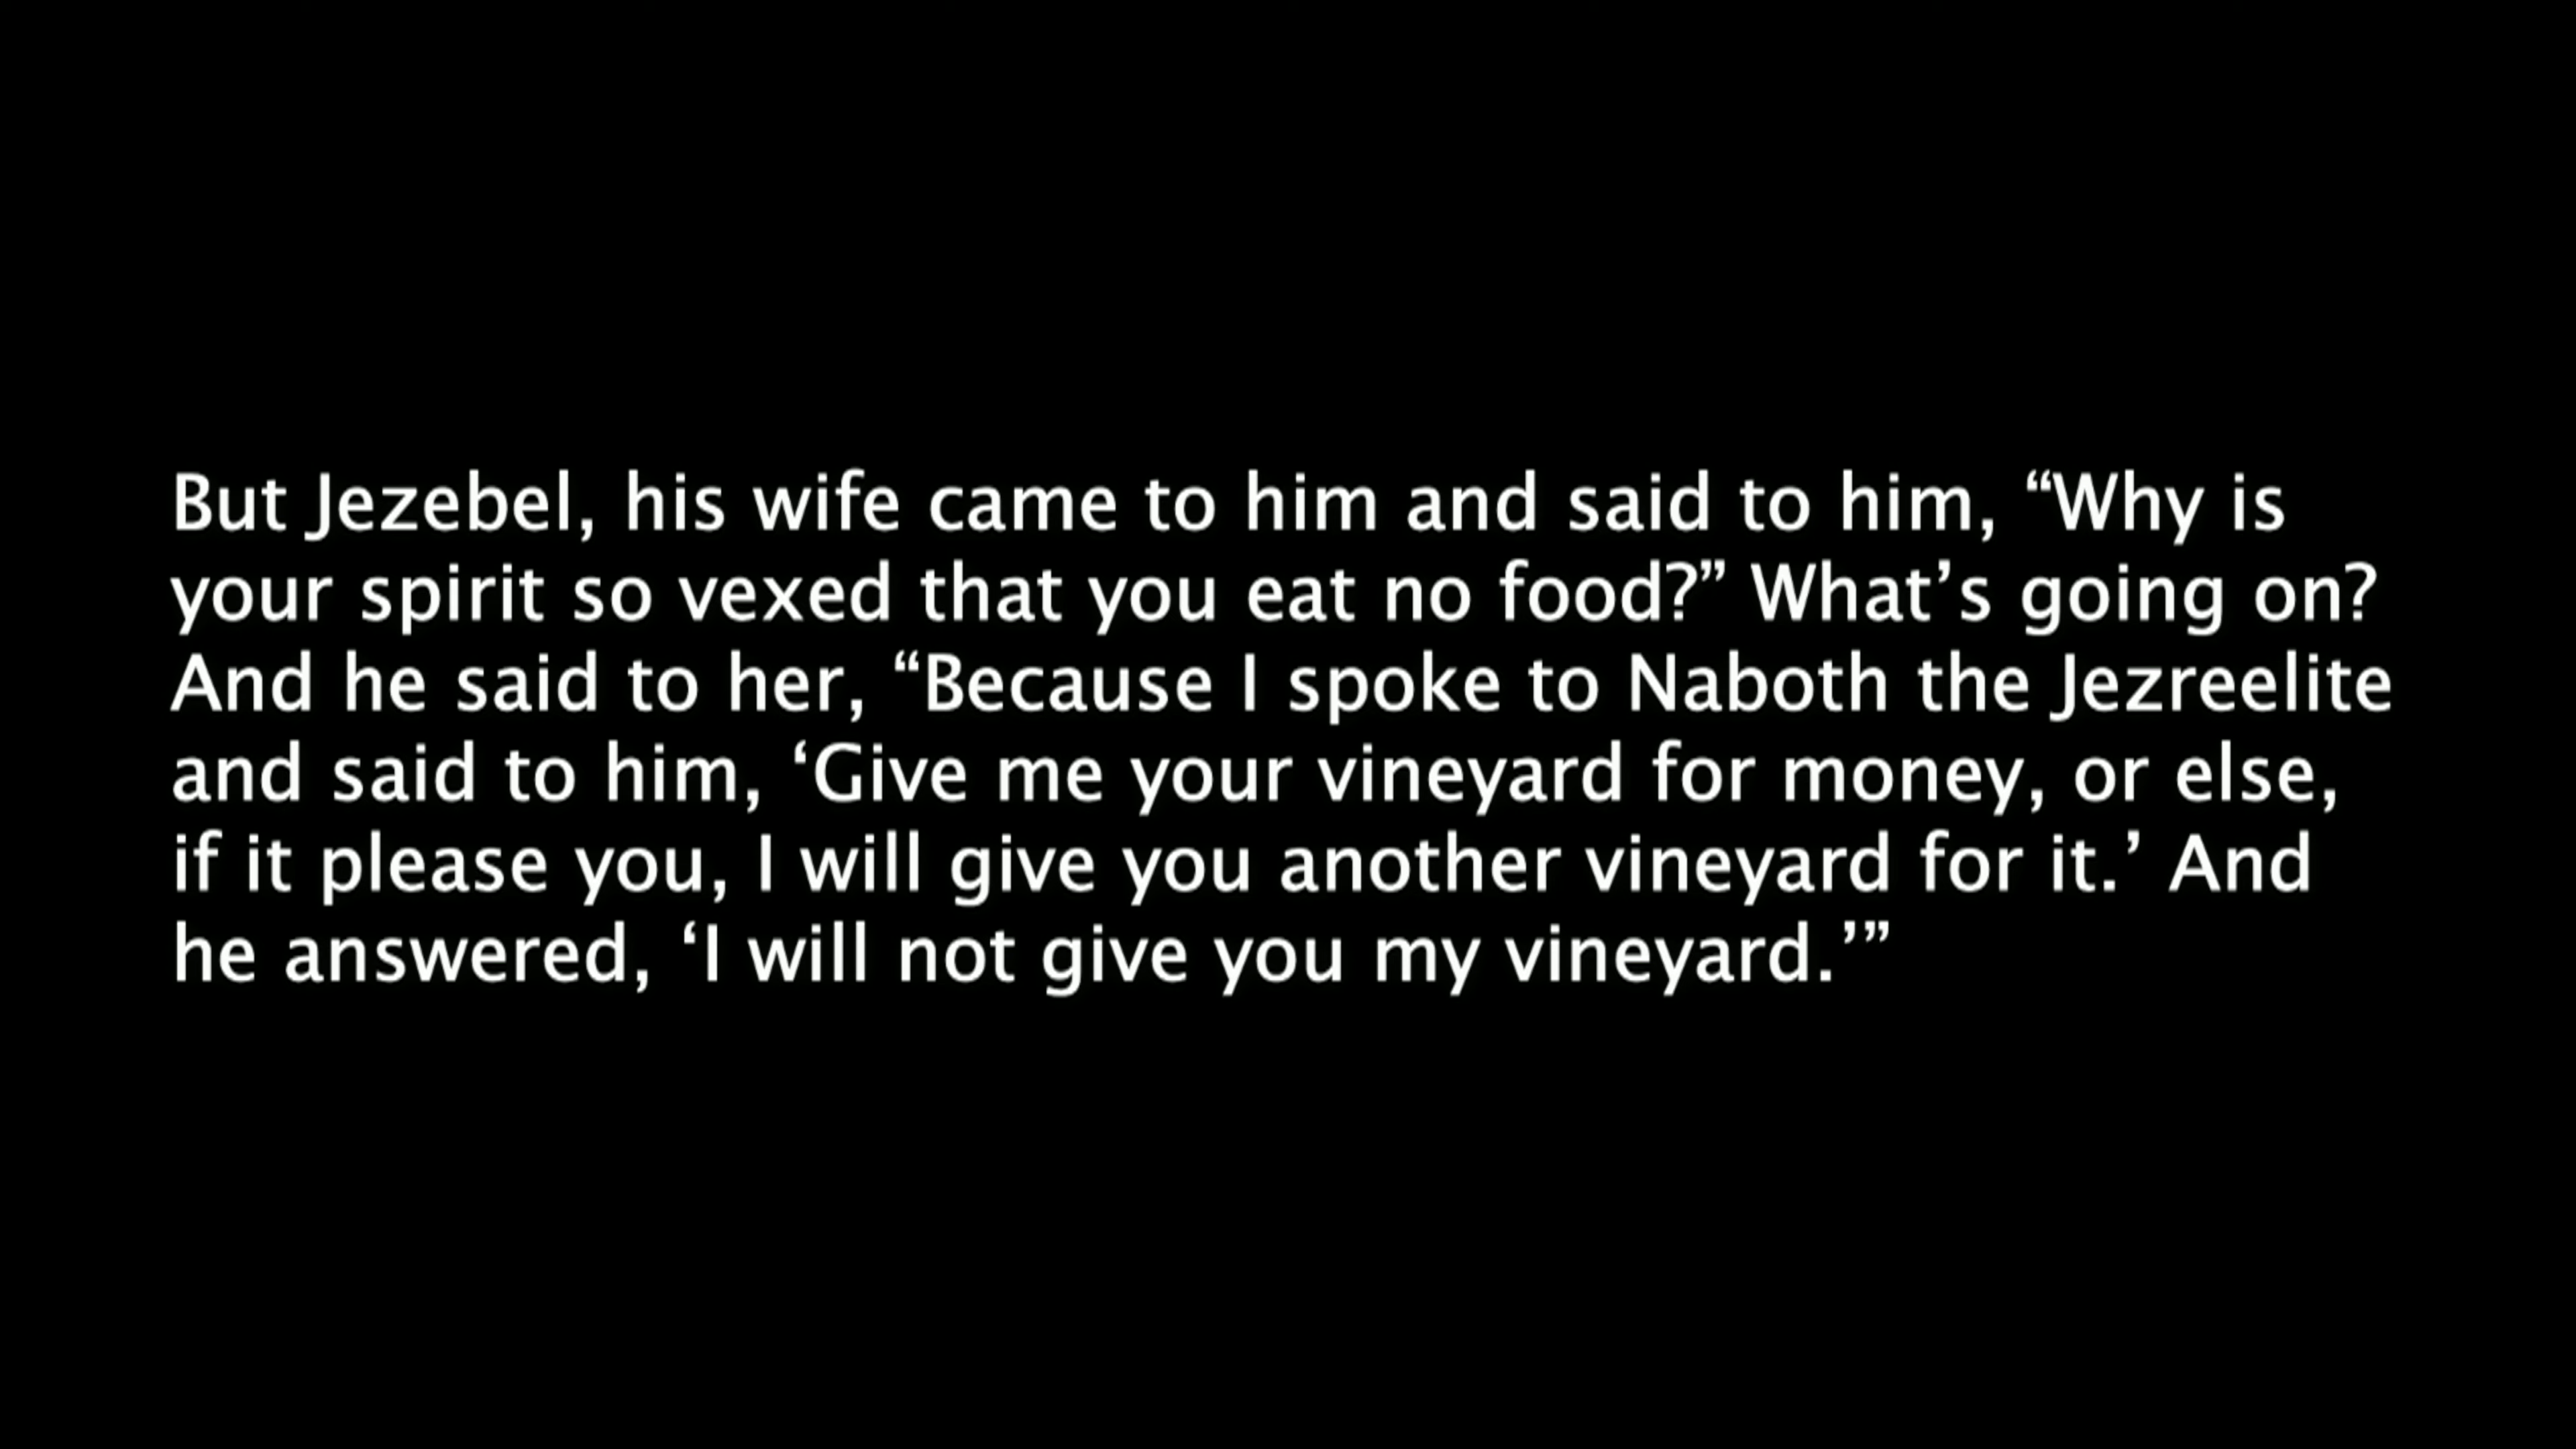 But Jezebel, his wife came to him and said to him, “Why is
your spirit so vexed that you eat no food?” What’s going on?
And he said to her, “Because I spoke to Naboth the Jezreelite
and said to him, ‘Give me your vineyard for money, or else,
if it please you, I will give you another vineyard for it.’ And
he answered, ‘I will not give you my vineyard.’”